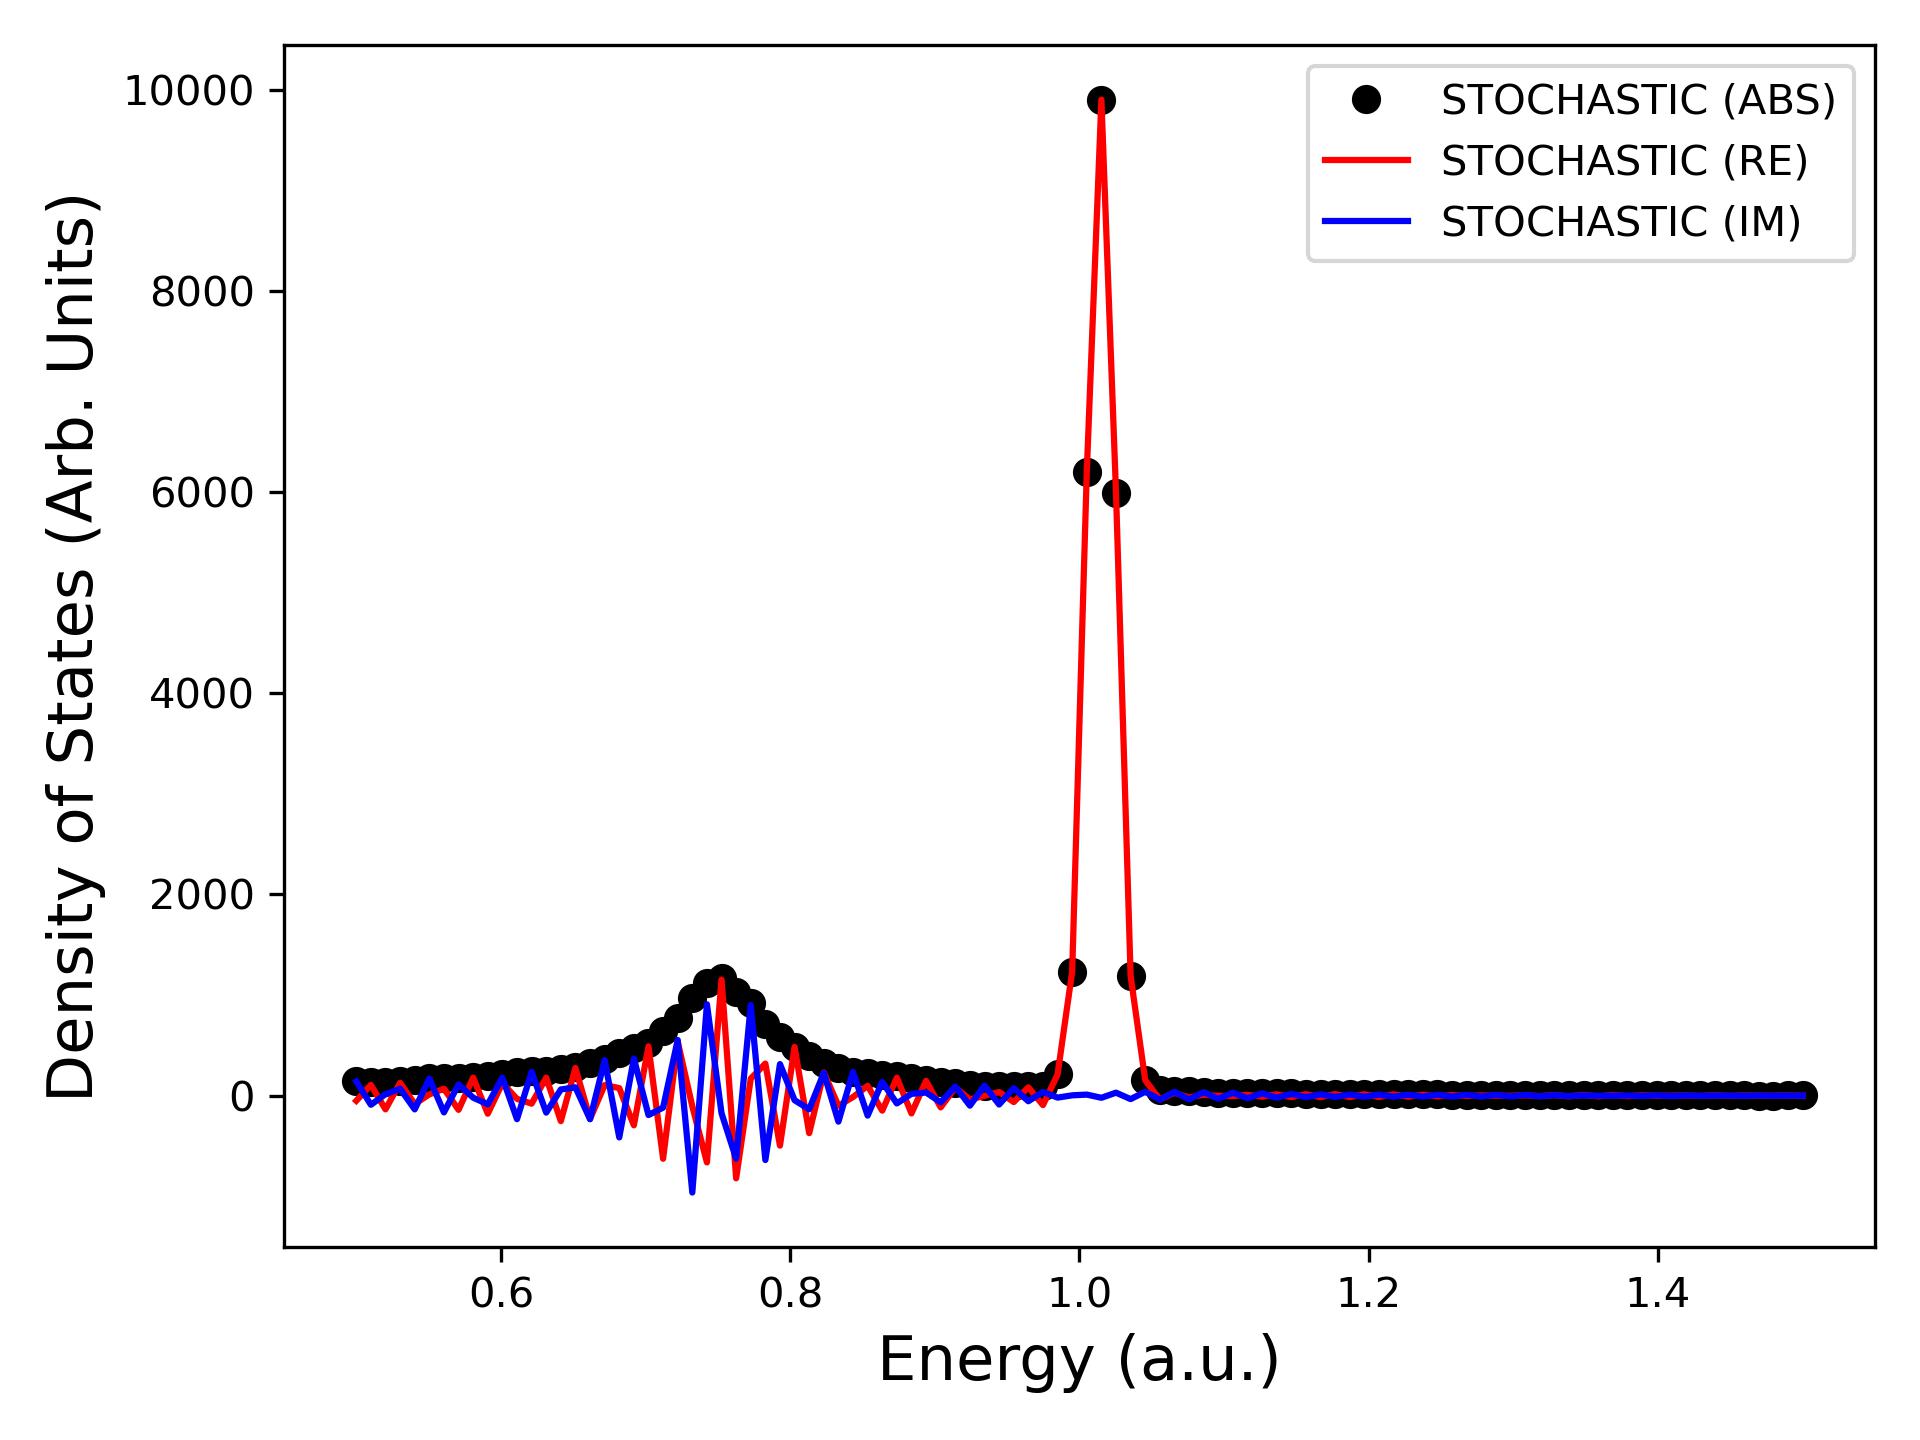 Density of States (Arb. Units)
10000
8000
6000
4000
2000
0
STOCHASTIC (ABS)
STOCHASTIC (RE)
STOCHASTIC (IM)
0.6 0.8 1.0 1.2 1.4
Energy (a.u.)